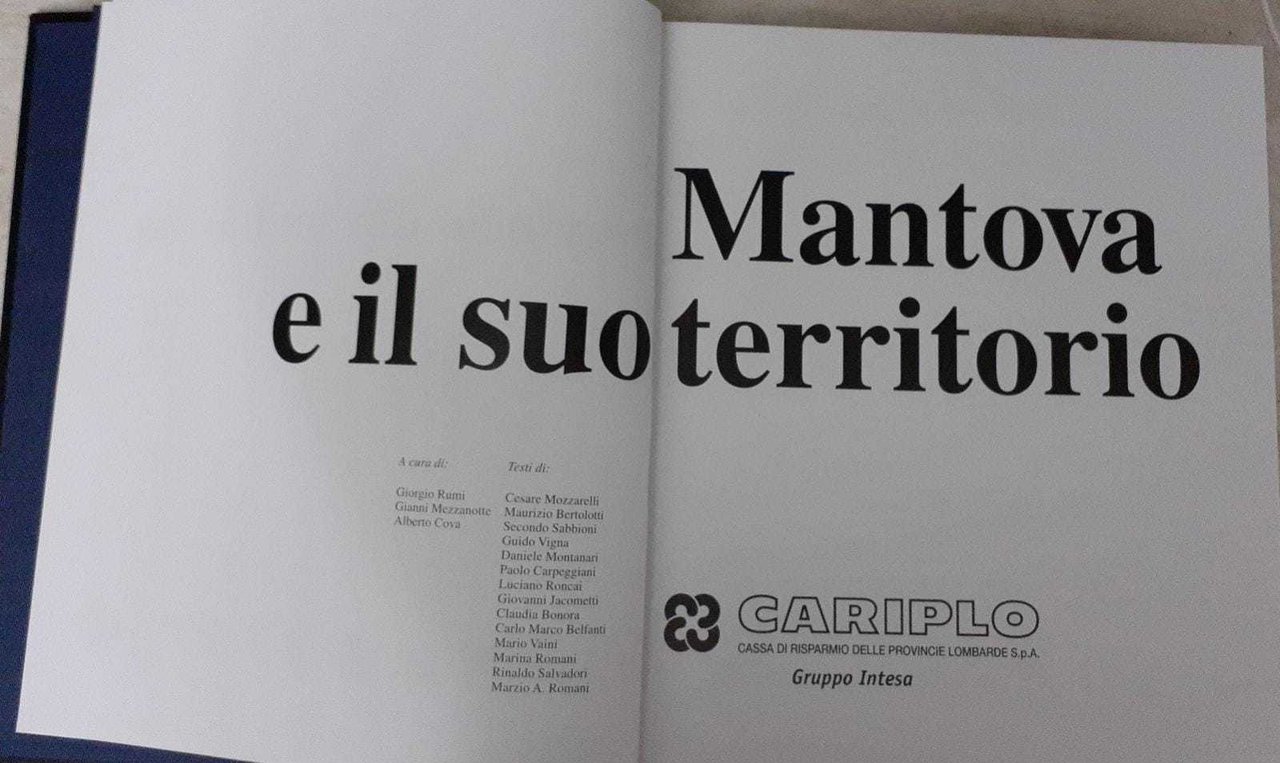 Mantova
e il suo territorio
A cura di:
Giorgio Rumi
Gianni Mezzanotte
Alberto Cova
Testi di:
Cesare Mozzarelli
Maurizio Bertolotti
Secondo Sabbioni
Guido Vigna
Daniele Montanari
Paolo Carpeggiani
Luciano Roncai
Giovanni Jacometti
Claudia Bonora
Carlo Marco Belfanti
Mario Vaini
Marina Romani
Rinaldo Salvadori
Marzio A. Romani
CARIPLO
CASSA DI RISPARMIO DELLE PROVINCIE LOMBARDE S.p.A.
Gruppo Intesa